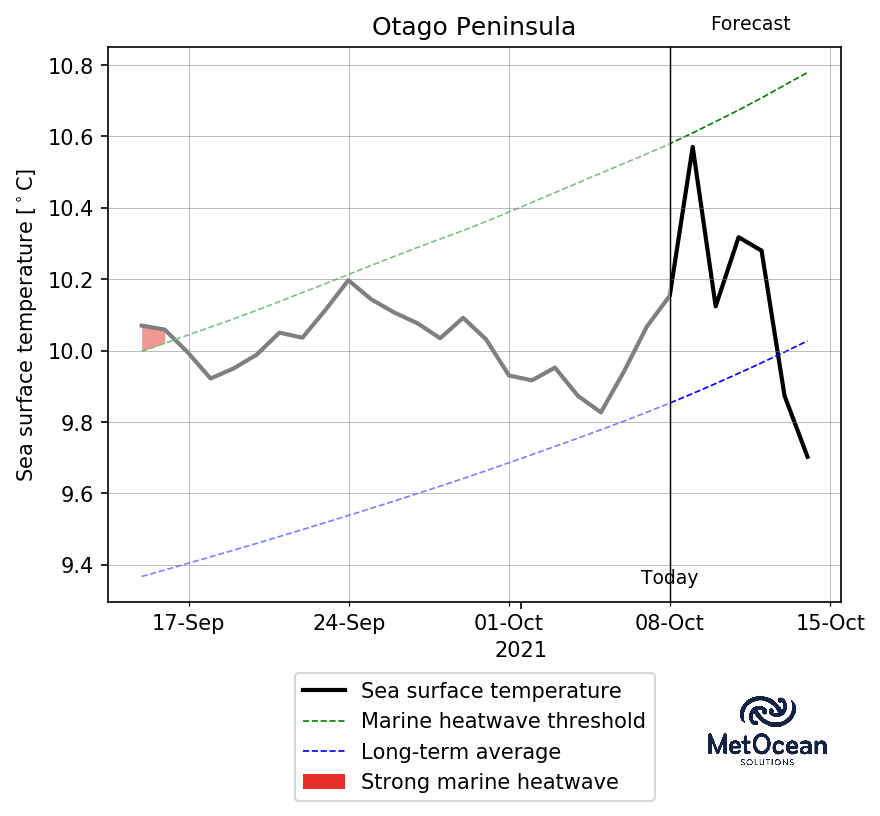 Otago Peninsula
Forecast
10.8
10.6
10.4
10.2
10.0
9.8
9.6
9.4
Sea surface temperature [°C]
Today
17-Sep 24-Sep 01-Oct 08-Oct 15-Oct
2021
Sea surface temperature
Marine heatwave threshold
Long-term average
Strong marine heatwave
MetOcean
SOLUTIONS